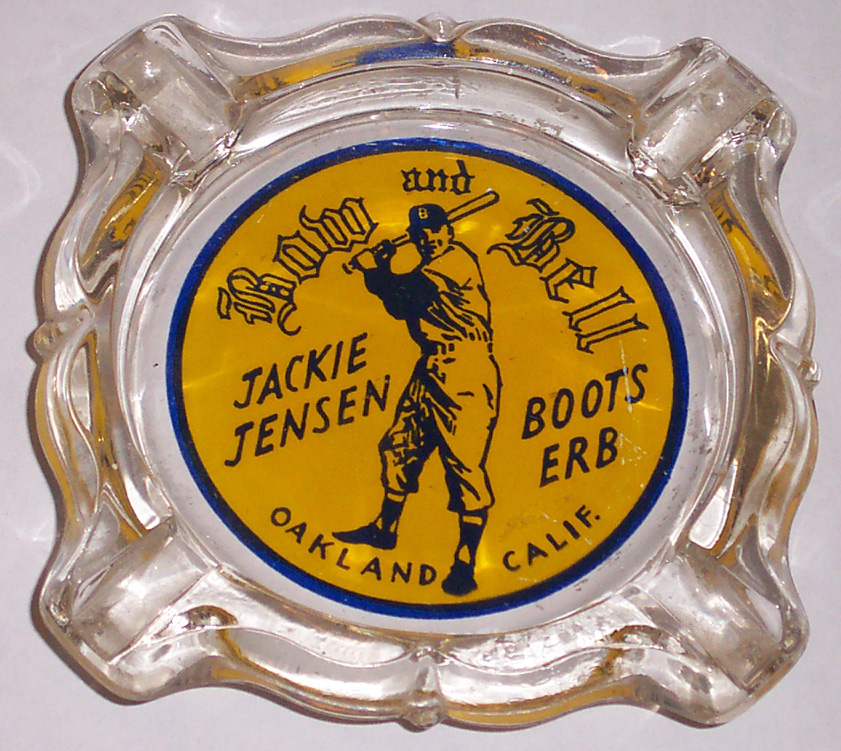 Bow and Bell
B
JACKIE
JENSEN
BOOTS
ERB
OAKLAND CALIF.